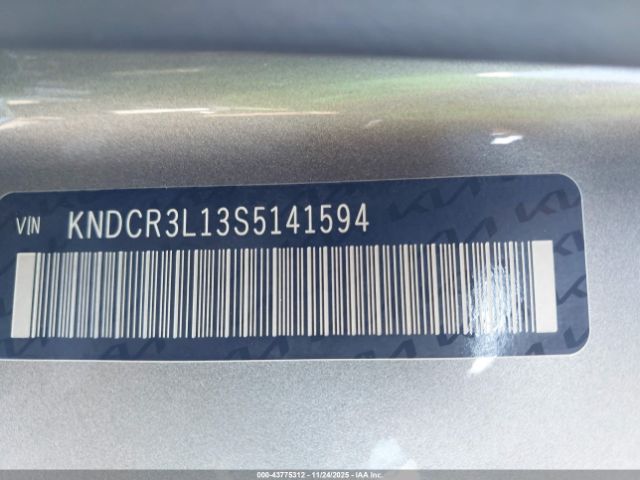 VIN KNDCR3L13S5141594
000-43775312 - 11/24/2025 - IAA Inc.